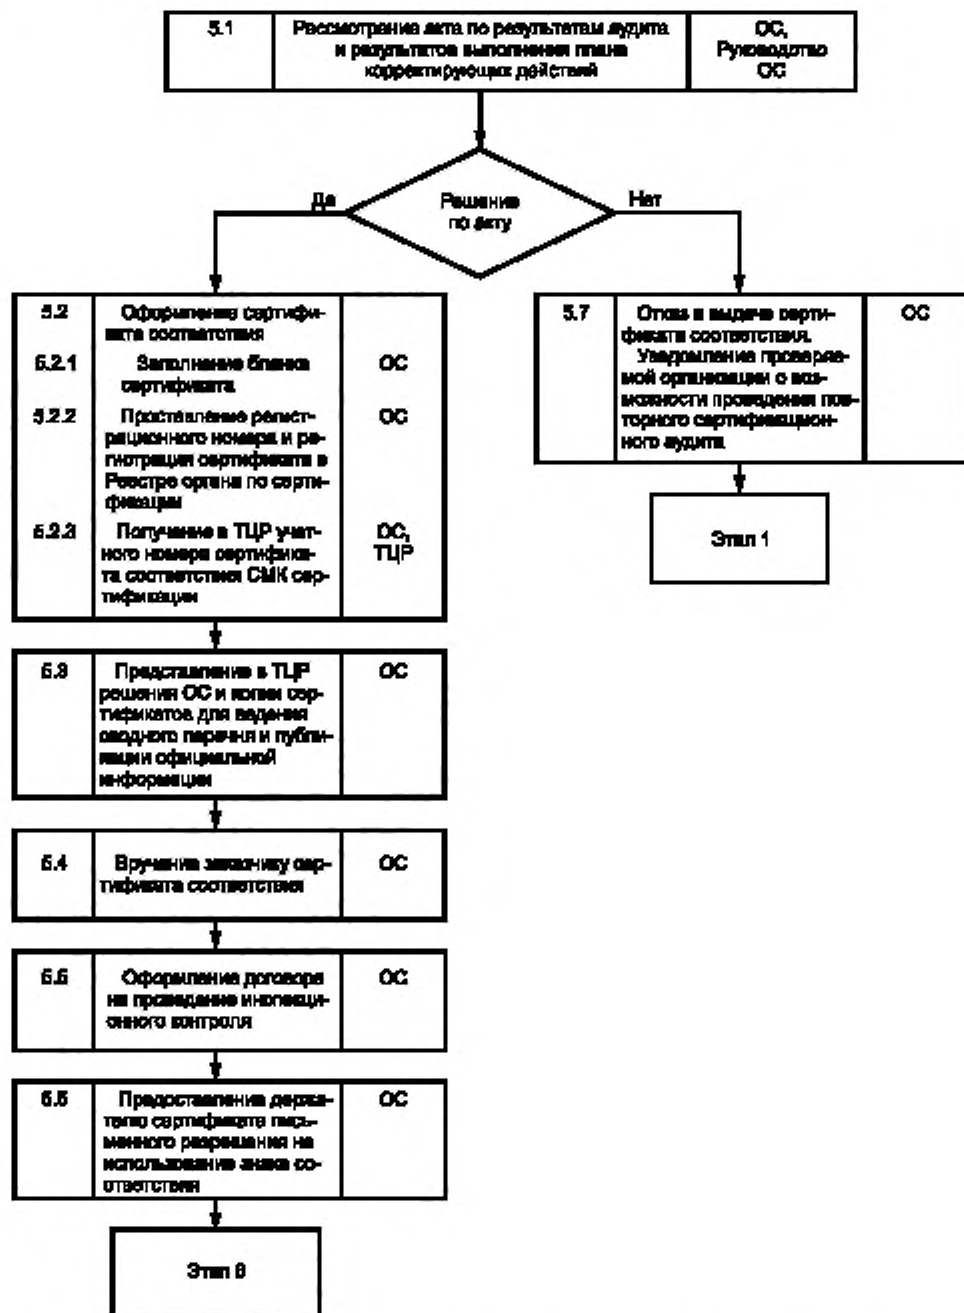 5.1
Рассмотрение акта по результатам аудита
и результатов выполнения плана
корректирующих действий
ОС,
Руководство
ОС
Решение
по акту
Да
Нет
5.2
Оформление сертифи-
ката соответствия
5.2.1
Заполнение бланка
сертификата
ОС
5.2.2
Проставление регист-
рационного номера и ре-
гистрация сертификата в
Реестре органа по серти-
фикации
ОС
5.2.3
Получение в ТЦР учет-
ного номера сертифика-
та соответствия СМК сер-
тификации
ОС,
ТЦР
5.7
Отказ в выдаче серти-
фиката соответствия.
Уведомление проверяе-
мой организации о воз-
можности проведения пов-
торного сертификацион-
ного аудита
ОС
Этап 1
5.3
Представление в ТЦР
решения ОС и копии сер-
тификатов для ведения
сводного перечня и публи-
кации официальной
информации
ОС
5.4
Вручение заказчику сер-
тификата соответствия
ОС
Оформление договора
на проведение инспекци-
онного контроля
ОС
Предоставление держа-
телю сертификата пись-
менного разрешения на
использование знака со-
ответствия
ОС
Этап